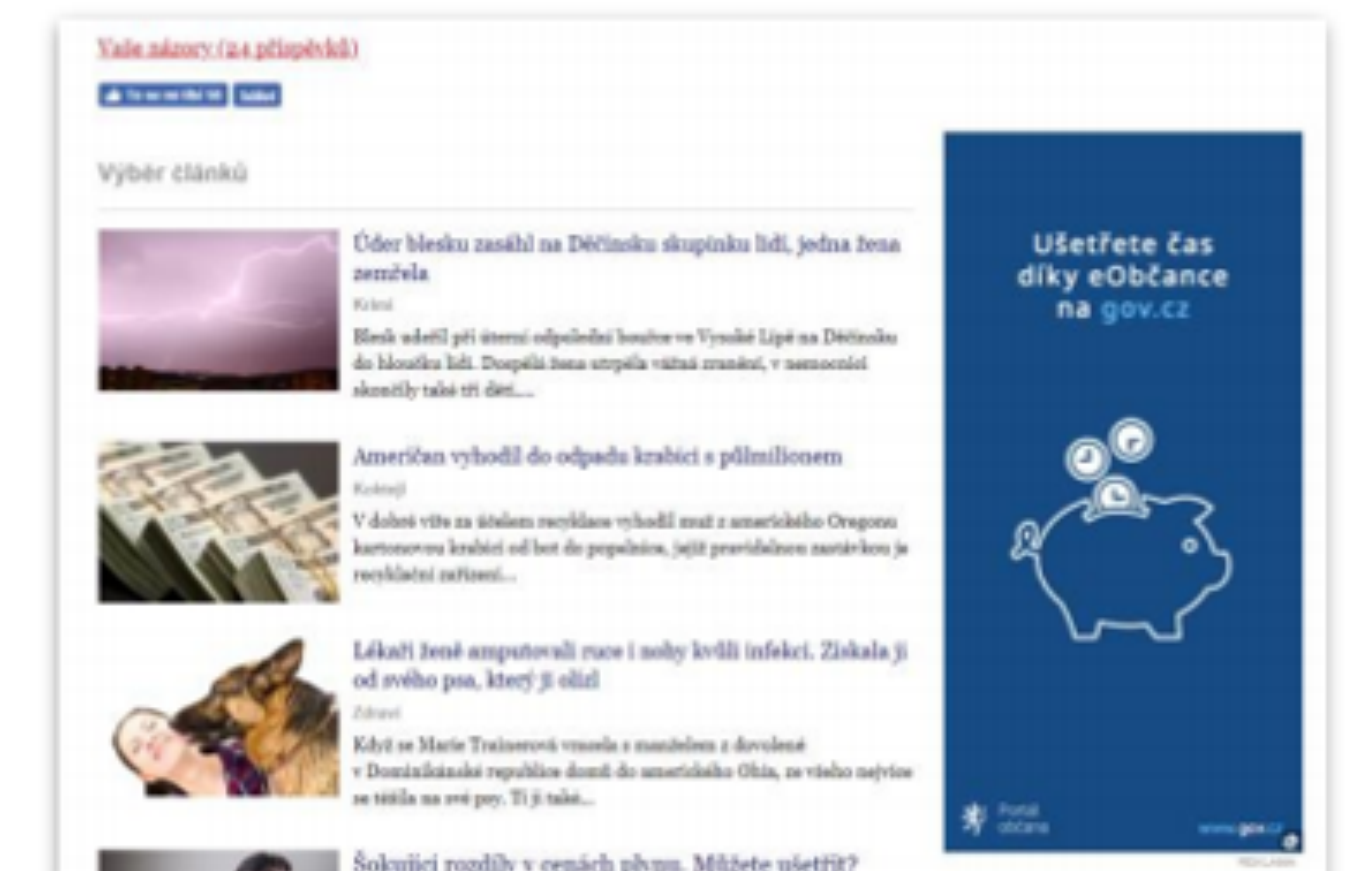 Vaše názory (24 příspěvků)
Výběr článků
Úder blesku zasáhl na Děčínsku skupinku lidí, jedna žena
zemřela
Krimi
Blesk udeřil při úterní odpolední bouřce ve Vysoké Lípě na Děčínsku
do hloučku lidí. Dospělá žena utrpěla vážná zranění, v nemocnici
skončily také tři děti....
Američan vyhodil do odpadu krabici s půlmilionem
Koktejl
V dobré víře za účelem recyklace vyhodil muž z amerického Oregonu
kartonovou krabici od bot do popelnice, jejíž pravidelnou zastávkou je
recyklační zařízení...
Lékaři ženě amputovali ruce i nohy kvůli infekci. Získala ji
od svého psa, který ji olízl
Zdraví
Když se Marie Trainerová vracela s manželem z dovolené
v Dominikánské republice domů do amerického Ohia, ze všeho nejvíce
se těšila na své psy. Ti ji také...
Šokující rozdíly v cenách plynu. Můžete ušetřit?
Ušetřete čas
díky eObčance
na gov.cz
Portál
občana
www.gov.cz
REKLAMA